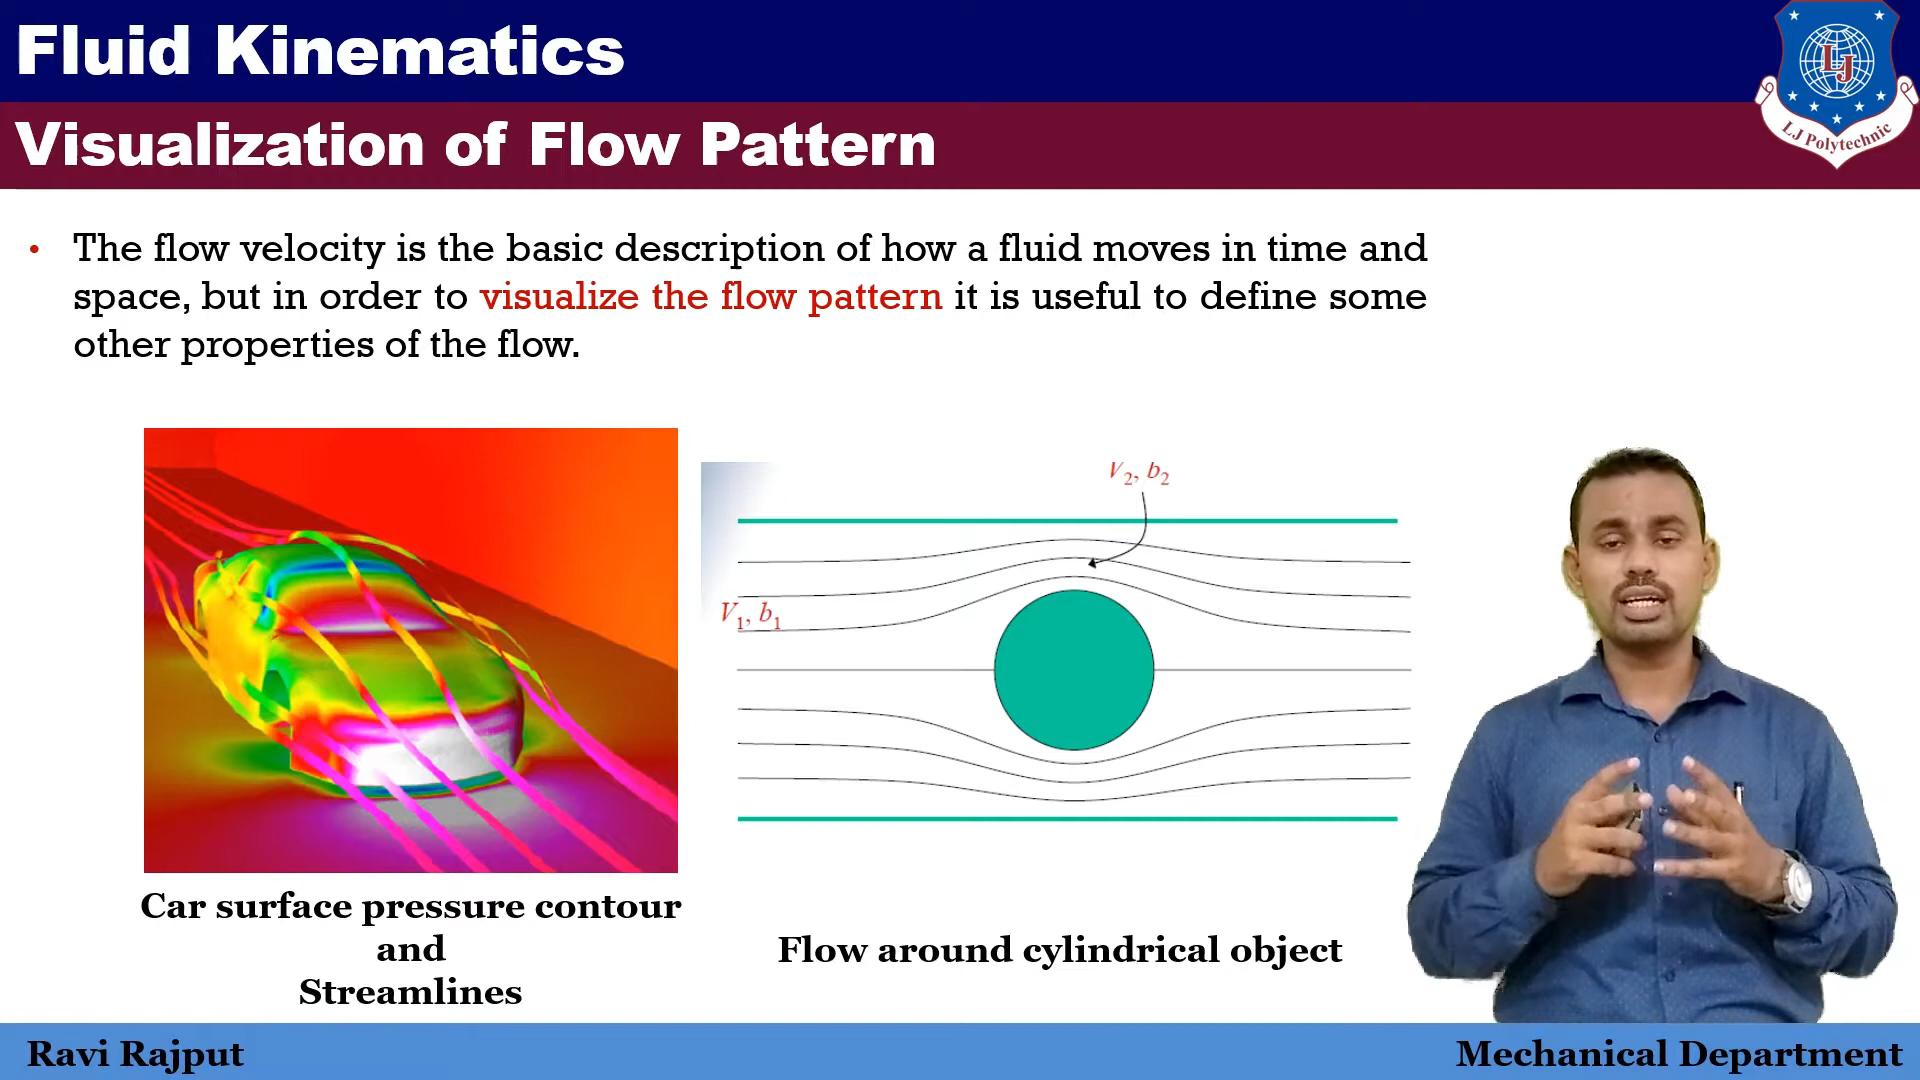 Fluid Kinematics
Visualization of Flow Pattern
LJ
LJ Polytechnic
• The flow velocity is the basic description of how a fluid moves in time and
space, but in order to visualize the flow pattern it is useful to define some
other properties of the flow.
V₂, b₂
V₁, b₁
Car surface pressure contour
and
Streamlines
Flow around cylindrical object
Ravi Rajput
Mechanical Department